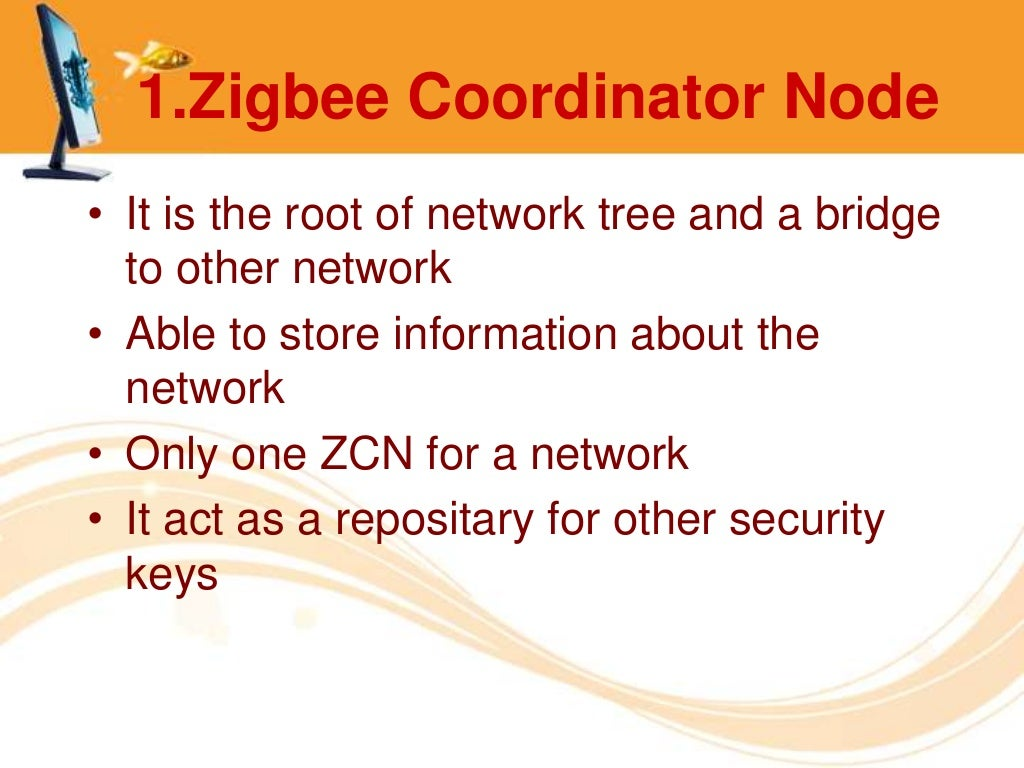 1.Zigbee Coordinator Node
• It is the root of network tree and a bridge
to other network
• Able to store information about the
network
• Only one ZCN for a network
• It act as a repositary for other security
keys